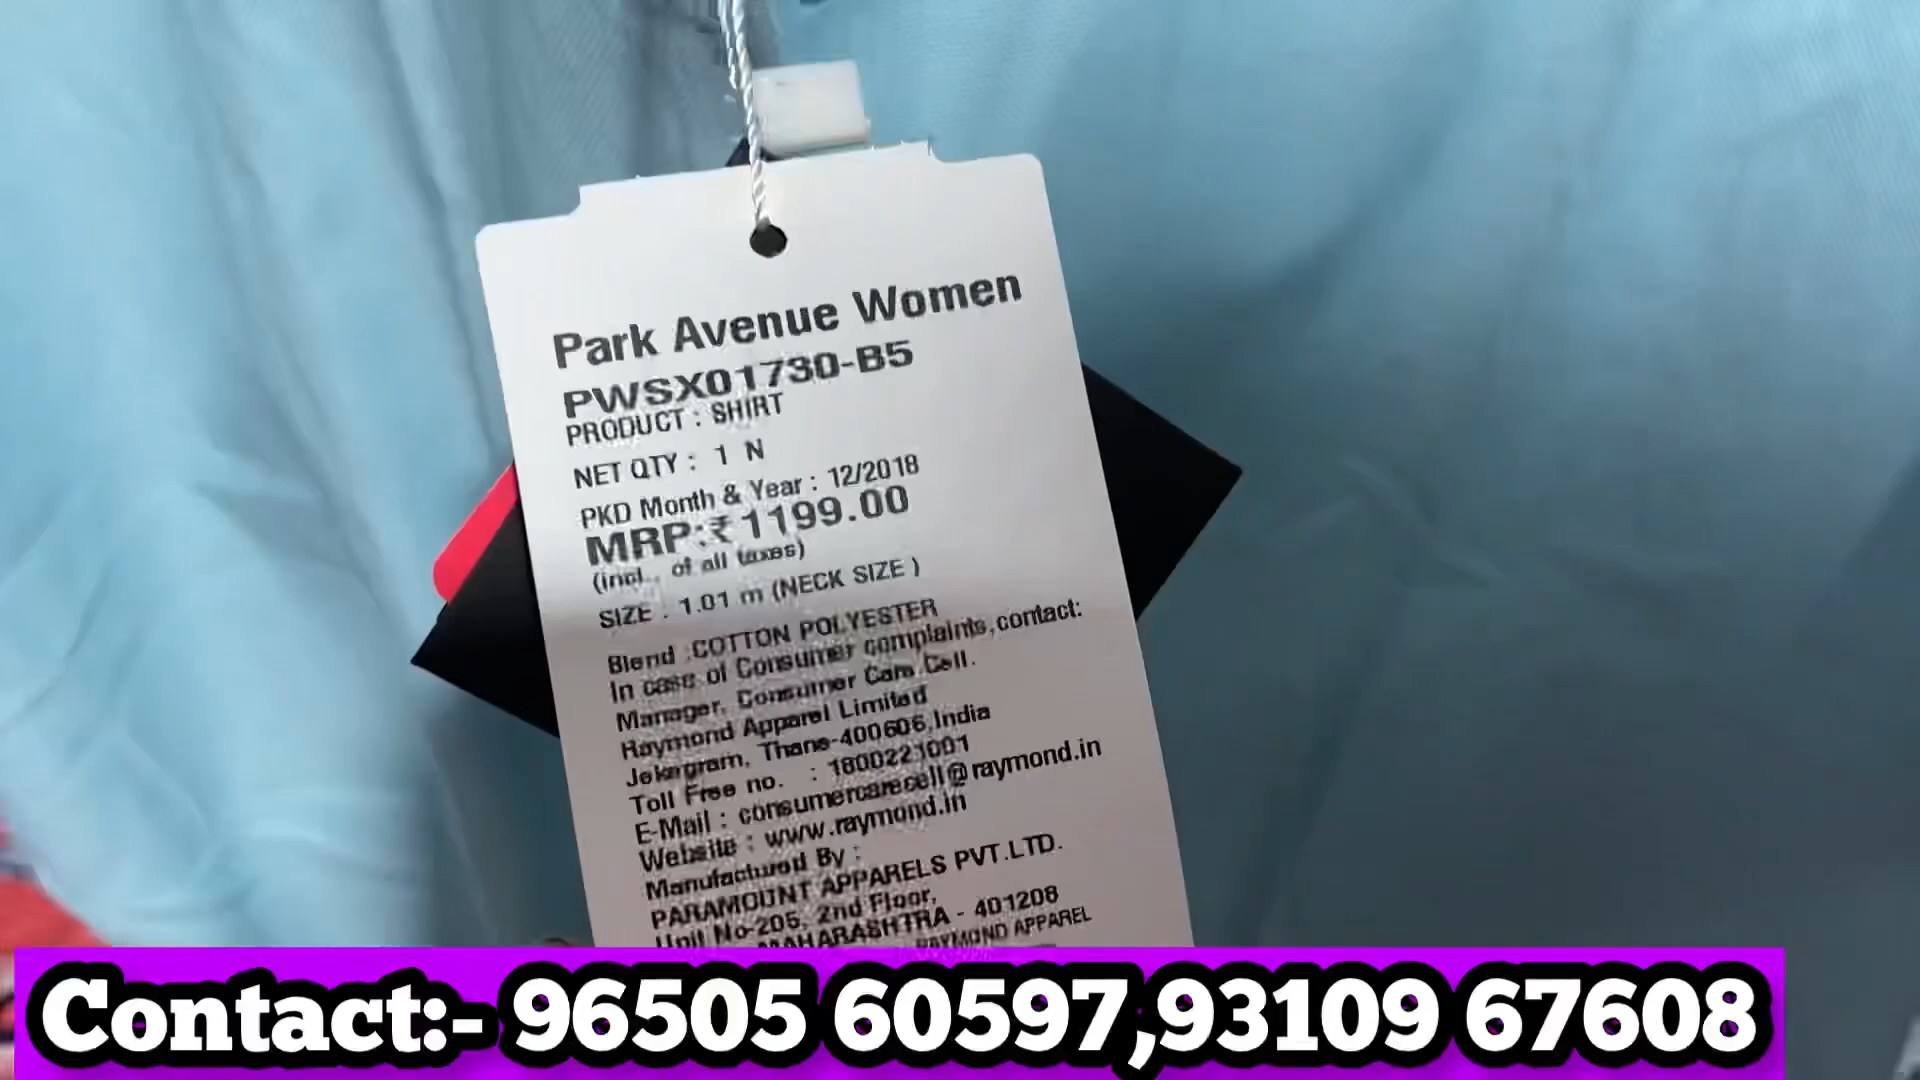 Park Avenue Women
PWSX01730-B5
PRODUCT : SHIRT
NET QTY : 1 N
PKD Month & Year : 12/2018
MRP:₹ 1199.00
(incl., of all taxes)
SIZE : 1.01 m (NECK SIZE )
Blend :COTTON POLYESTER
In case of Consumer complaints,contact:
Manager, Consumer Care Cell.
Raymond Apparel Limited
Jekegram, Thane-400606,India
Toll Free no. : 1800221001
E-Mail : consumercarecell@raymond.in
Website : www.raymond.in
Manufactured By :
PARAMOUNT APPARELS PVT.LTD.
Unit No-205, 2nd Floor,
MAHARASHTRA - 401208
RAYMOND APPAREL
Contact:- 96505 60597,93109 67608